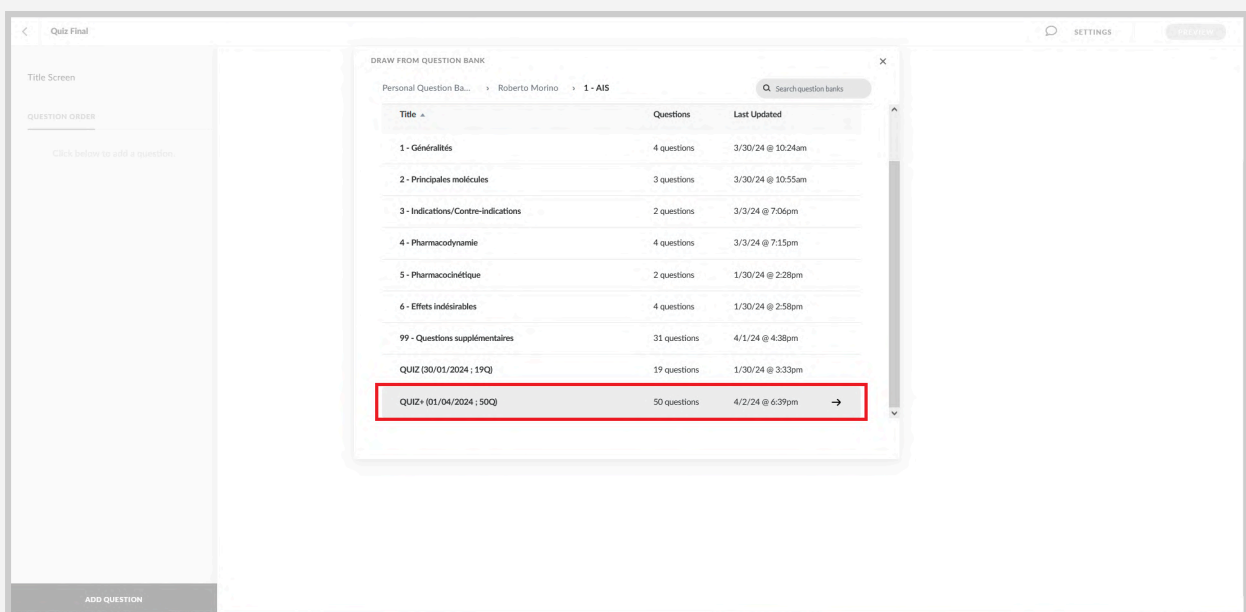 Quiz Final
SETTINGS
PREVIEW
Title Screen
QUESTION ORDER
Click below to add a question.
DRAW FROM QUESTION BANK
Personal Question Ba... › Roberto Morino › 1 - AIS
Search question banks
Title Questions Last Updated
1 - Généralités 4 questions 3/30/24 @ 10:24am
2 - Principales molécules 3 questions 3/30/24 @ 10:55am
3 - Indications/Contre-indications 2 questions 3/3/24 @ 7:06pm
4 - Pharmacodynamie 4 questions 3/3/24 @ 7:15pm
5 - Pharmacocinétique 2 questions 1/30/24 @ 2:28pm
6 - Effets indésirables 4 questions 1/30/24 @ 2:58pm
99 - Questions supplémentaires 31 questions 4/1/24 @ 4:38pm
QUIZ (30/01/2024 ; 19Q) 19 questions 1/30/24 @ 3:33pm
QUIZ+ (01/04/2024 ; 50Q) 50 questions 4/2/24 @ 6:39pm
ADD QUESTION